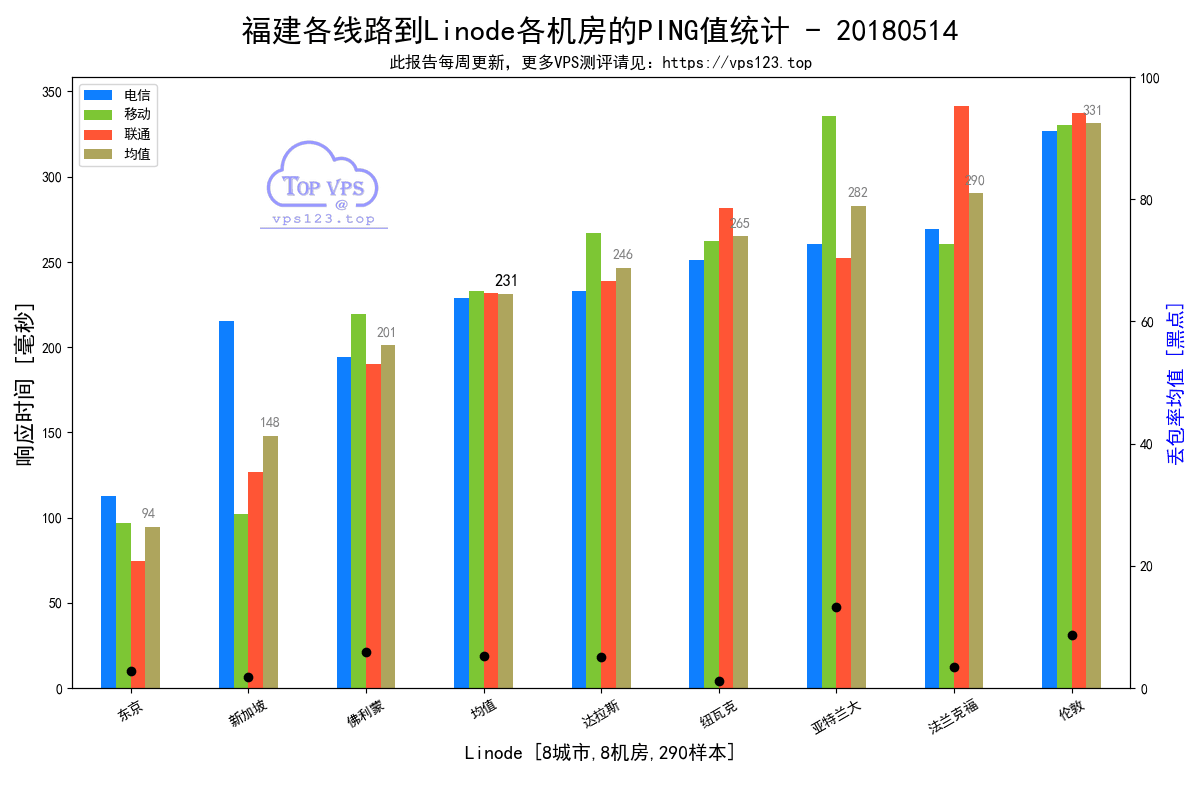 福建各线路到Linode各机房的PING值统计 - 20180514
此报告每周更新，更多VPS测评请见：https://vps123.top
电信
移动
联通
均值
TOP VPS
@
vps123.top
响应时间 [毫秒]
350
300
250
200
150
100
50
0
94
148
201
231
246
265
282
290
331
100
80
60
40
20
0
丢包率均值 [黑点]
东京
新加坡
佛利蒙
均值
达拉斯
纽瓦克
亚特兰大
法兰克福
伦敦
Linode [8城市,8机房,290样本]